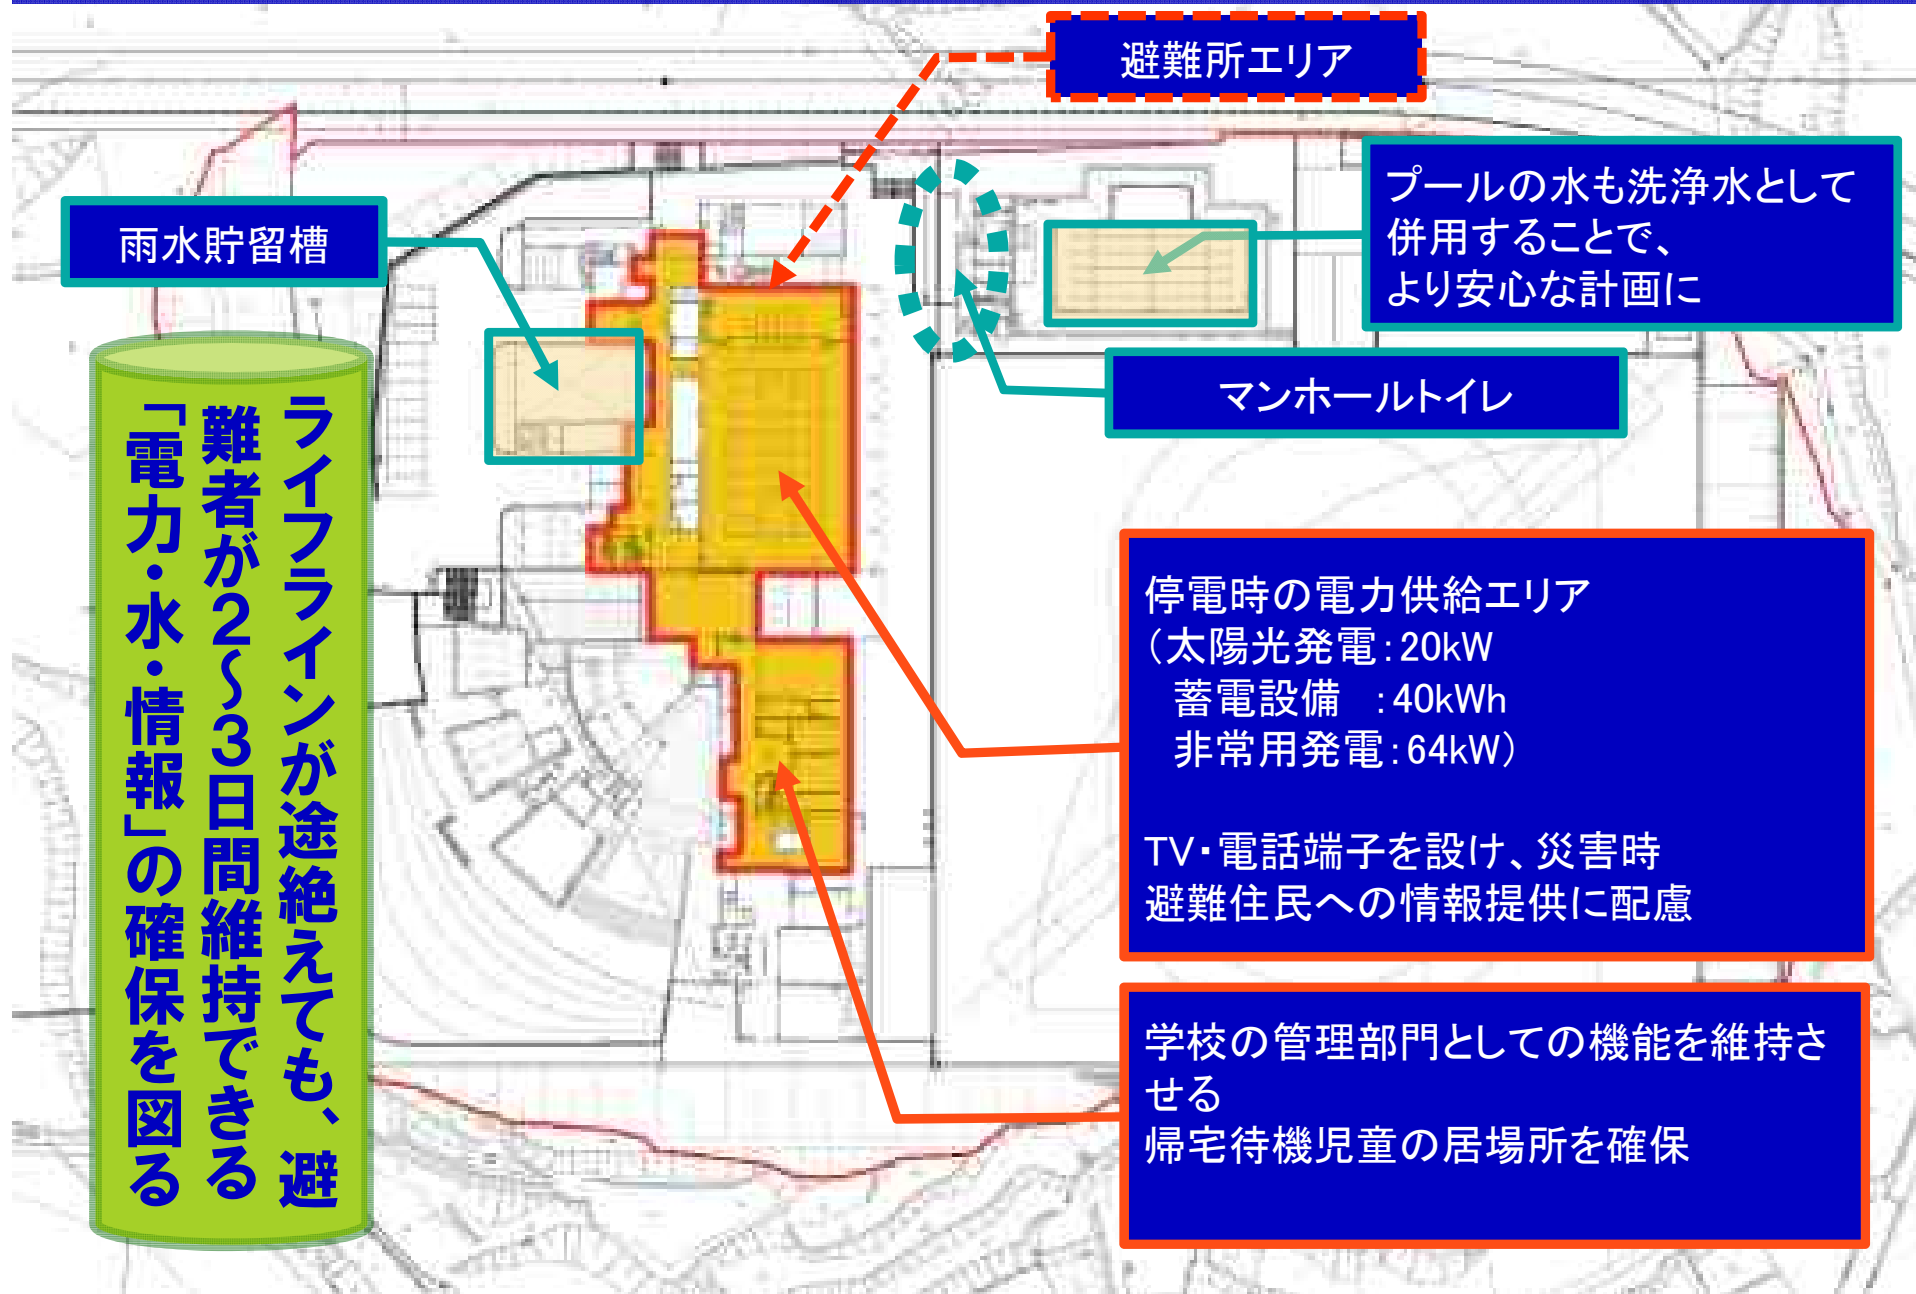 避難所エリア
プールの水も洗浄水として
併用することで、
より安心な計画に
雨水貯留槽
マンホールトイレ
ライフラインが途絶えても、避
難者が２～３日間維持できる
「電力・水・情報」の確保を図る
停電時の電力供給エリア
（太陽光発電：20kW
蓄電設備　：40kWh
非常用発電：64kW）
TV・電話端子を設け、災害時
避難住民への情報提供に配慮
学校の管理部門としての機能を維持さ
せる
帰宅待機児童の居場所を確保